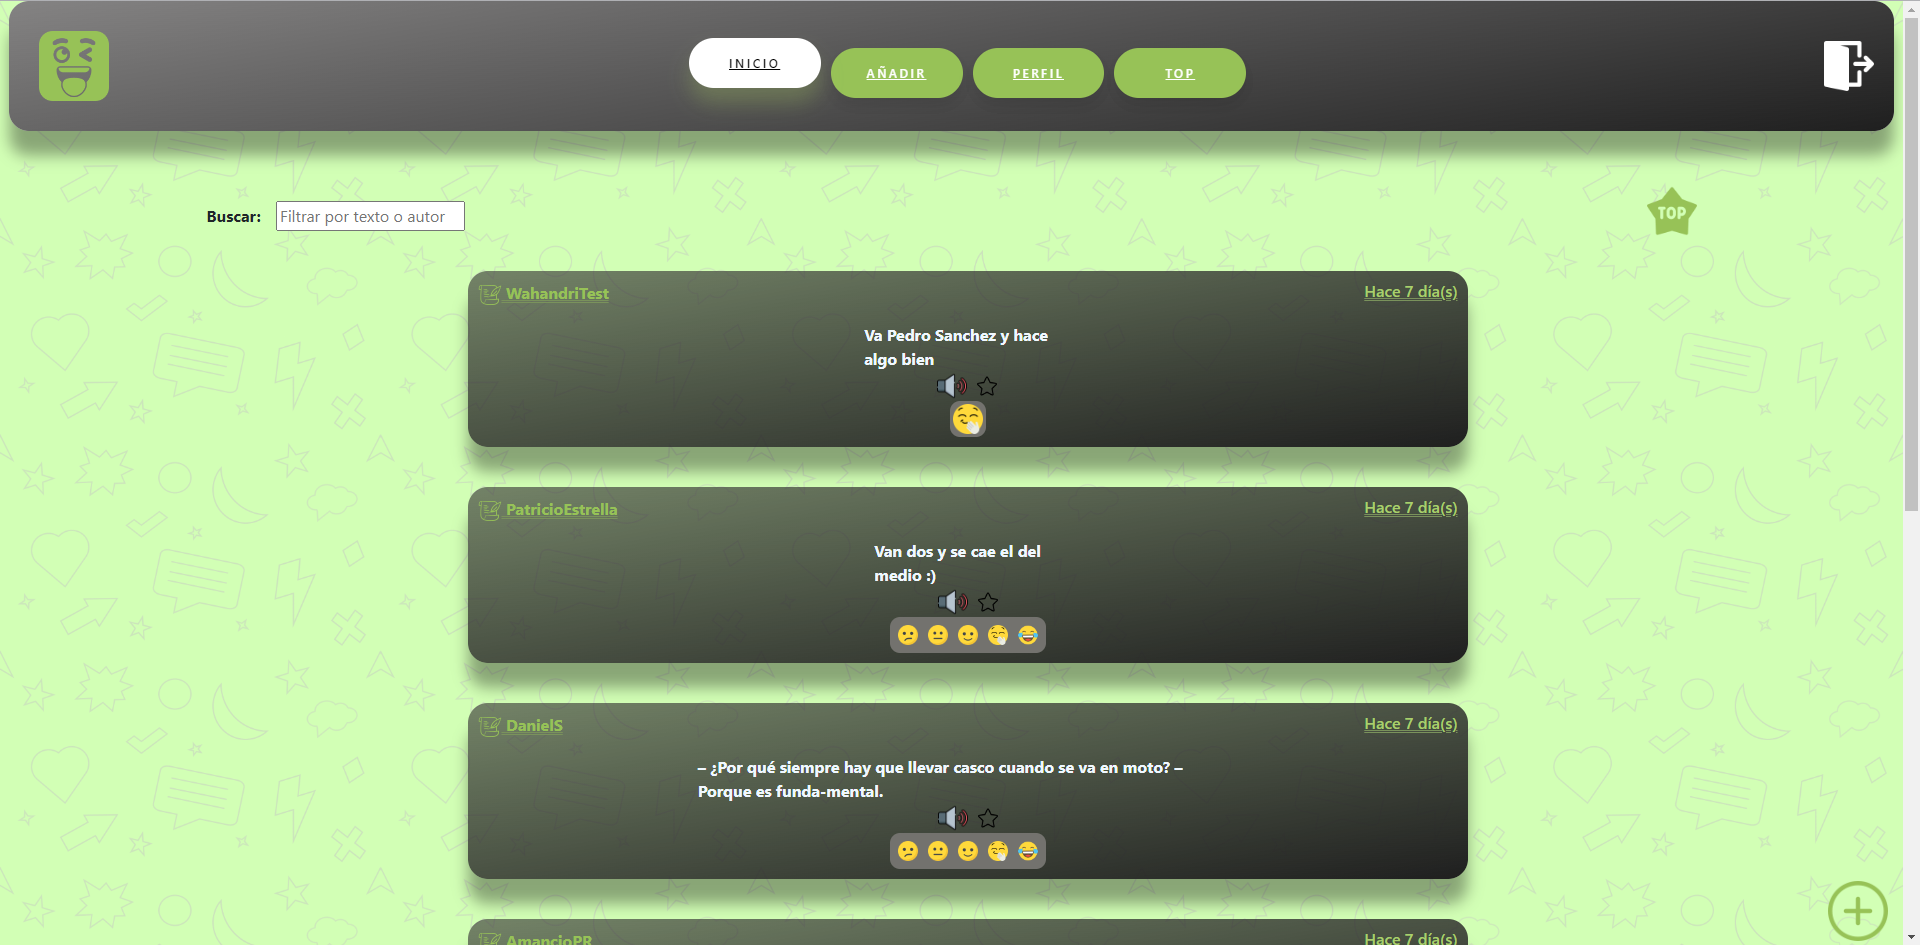 INICIO
AÑADIR
PERFIL
TOP
Buscar:
Filtrar por texto o autor
TOP
WahandriTest
Hace 7 día(s)
Va Pedro Sanchez y hace
algo bien
PatricioEstrella
Hace 7 día(s)
Van dos y se cae el del
medio :)
DanielS
Hace 7 día(s)
– ¿Por qué siempre hay que llevar casco cuando se va en moto? –
Porque es funda-mental.
AmancioPR
Hace 7 día(s)